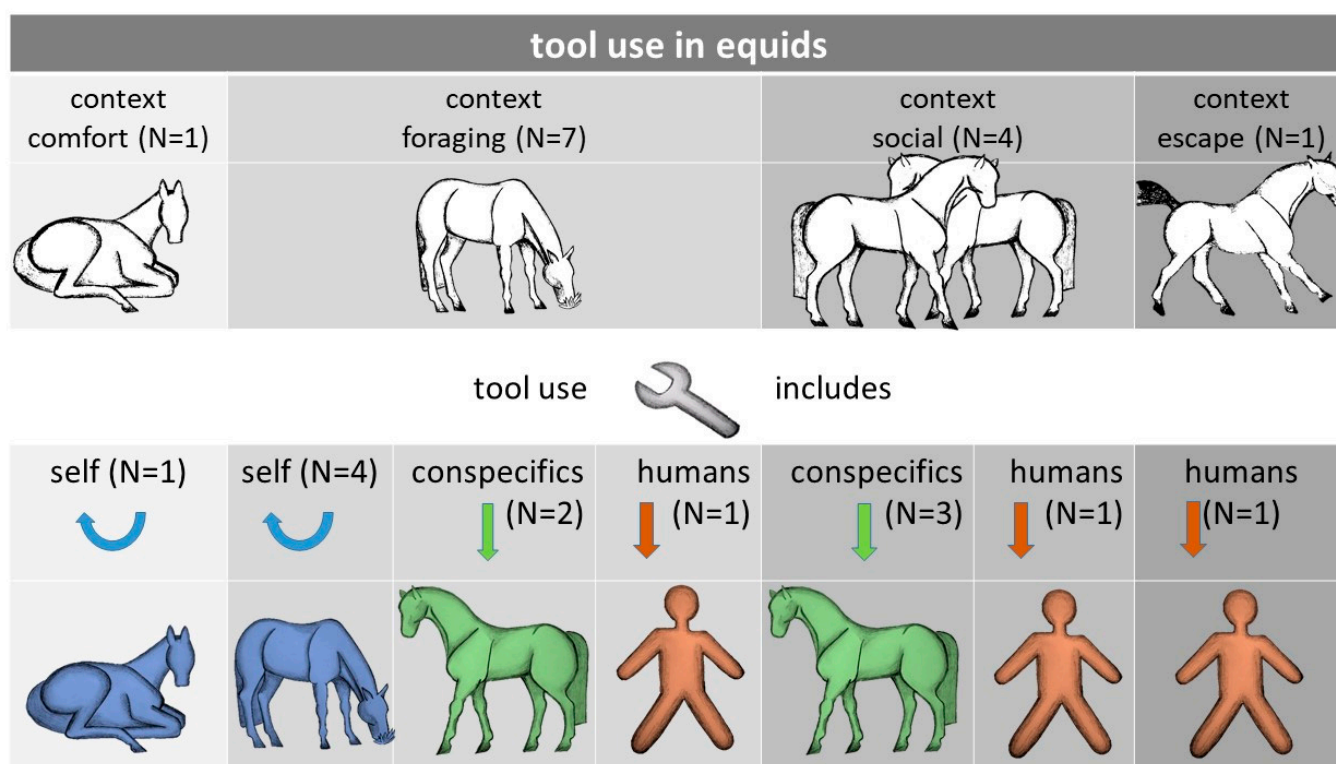 tool use in equids
context
comfort (N=1)
context
foraging (N=7)
context
social (N=4)
context
escape (N=1)
tool use
includes
self (N=1)
self (N=4)
conspecifics
(N=2)
humans
(N=1)
conspecifics
(N=3)
humans
(N=1)
humans
(N=1)